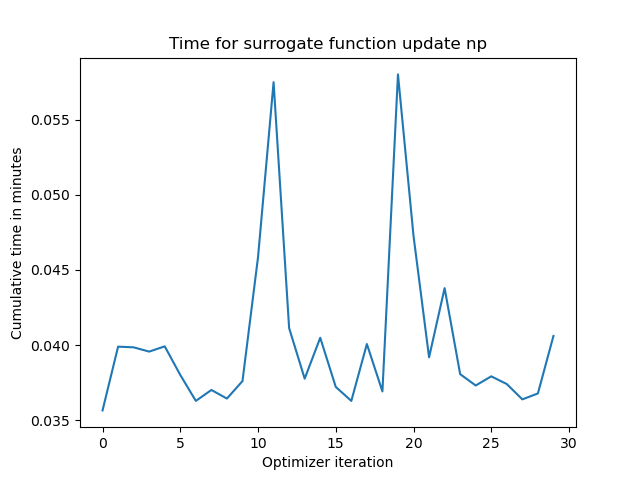 Time for surrogate function update np
Cumulative time in minutes
0.055
0.050
0.045
0.040
0.035
0 5 10 15 20 25 30
Optimizer iteration